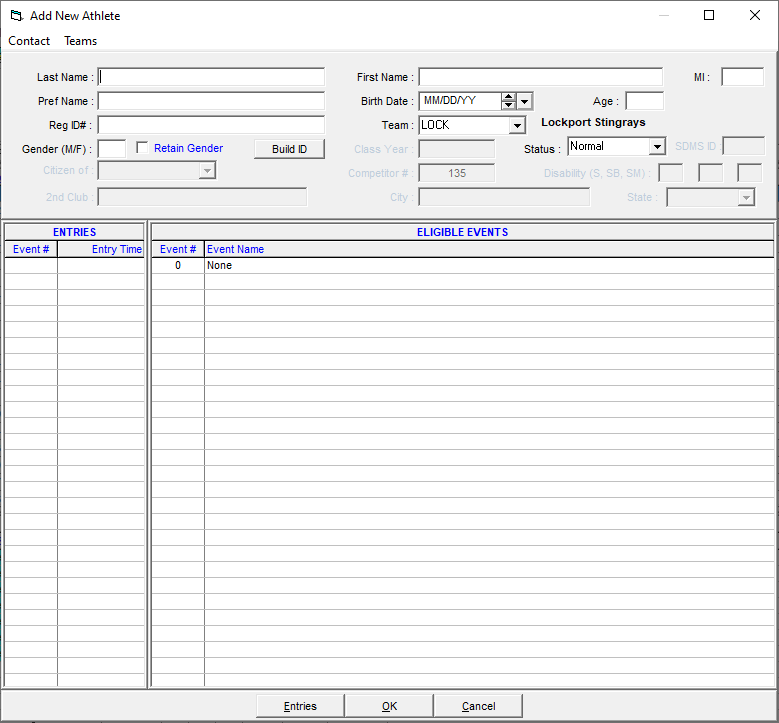 Add New Athlete
Contact Teams
Last Name : First Name : MI :
Pref Name : Birth Date : MM/DD/YY Age :
Reg ID# : Team : LOCK Lockport Stingrays
Gender (M/F) : Retain Gender Build ID Class Year : Status : Normal SDMS ID :
Citizen of : Competitor # : 135 Disability (S, SB, SM) :
2nd Club : City : State :
ENTRIES ELIGIBLE EVENTS
Event # Entry Time Event # Event Name
0 None
Entries OK Cancel